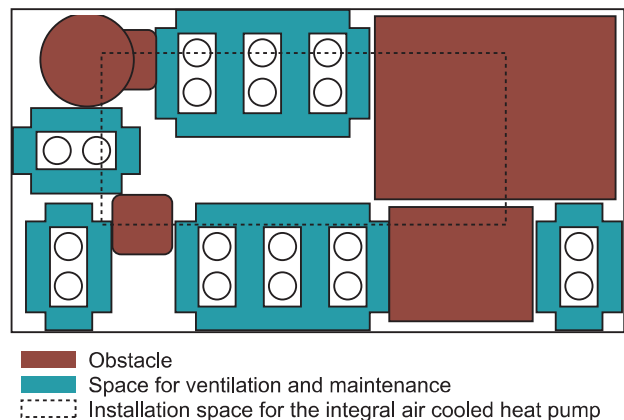 Obstacle
Space for ventilation and maintenance
Installation space for the integral air cooled heat pump